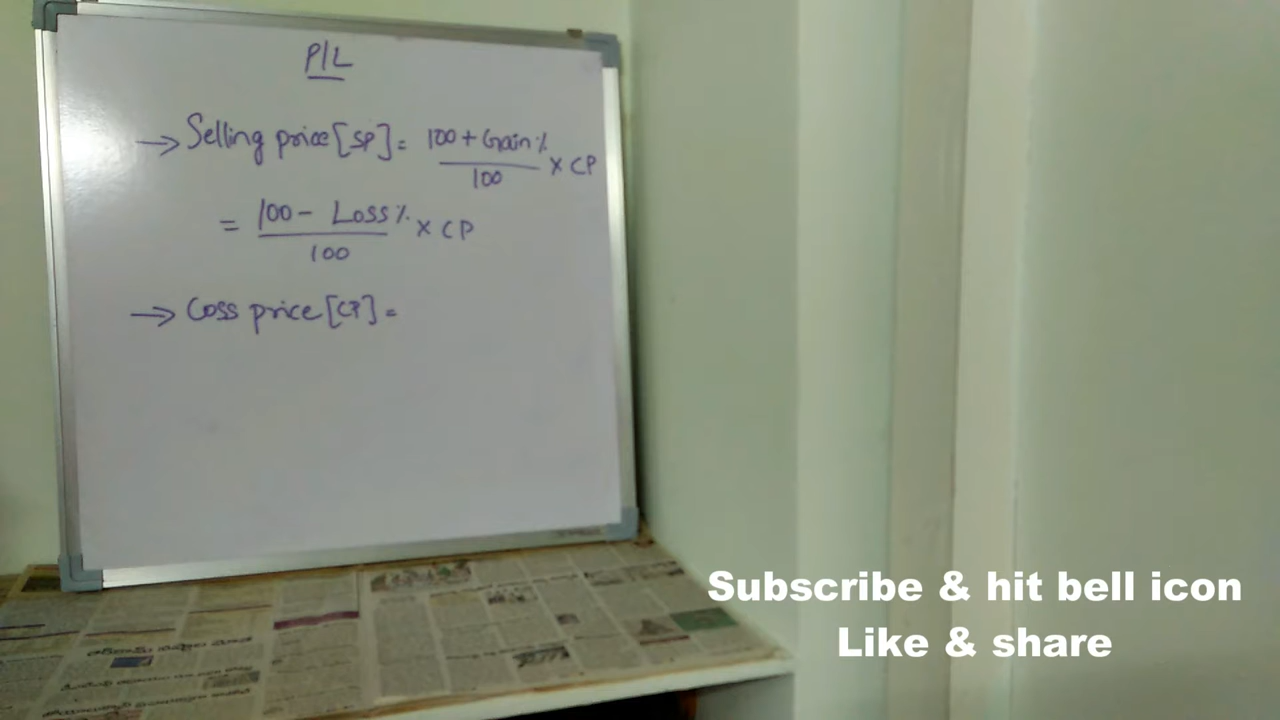 P/L
→ Selling price [SP] = 100 + Gain% / 100 × CP
= 100 - Loss% / 100 × CP
→ Coss price [CP] =
Subscribe & hit bell icon
Like & share